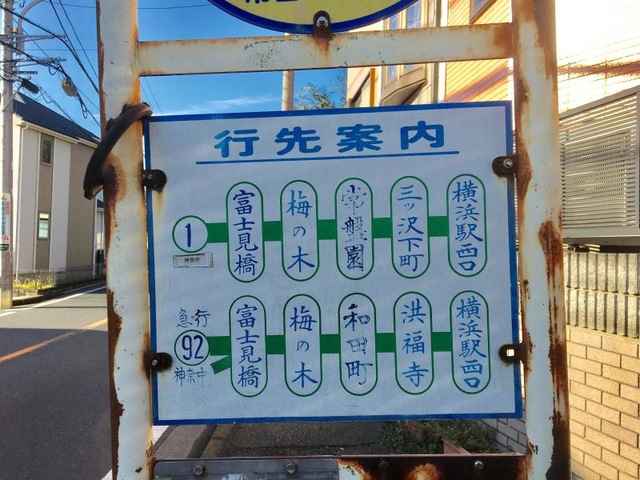 行先案内
1 富士見橋 梅の木 常盤園 三ッ沢下町 横浜駅西口
神奈中
急行
92 富士見橋 梅の木 和田町 洪福寺 横浜駅西口
神奈中